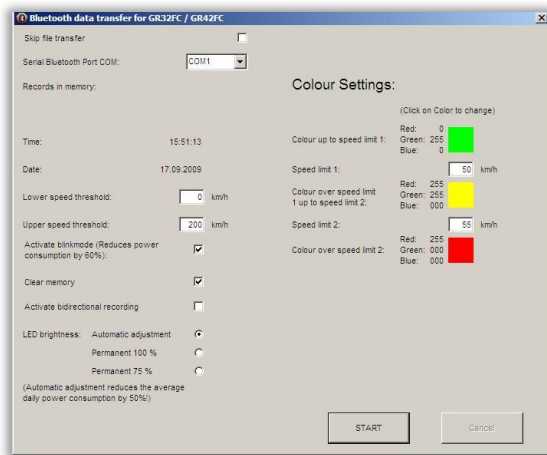 Bluetooth data transfer for GR32FC / GR42FC
Skip file transfer
Serial Bluetooth Port COM: COM1
Records in memory:
Time: 15:51:13
Date: 17.09.2009
Lower speed threshold: 0 km/h
Upper speed threshold: 200 km/h
Activate blinkmode (Reduces power
consumption by 60%):
Clear memory
Activate bidirectional recording
LED brightness: Automatic adjustment
Permanent 100 %
Permanent 75 %
(Automatic adjustment reduces the average
daily power consumption by 50%!)
Colour Settings:
(Click on Color to change)
Red: 0
Colour up to speed limit 1: Green: 255
Blue: 0
Speed limit 1: 50 km/h
Red: 255
Colour over speed limit Green: 255
1 up to speed limit 2:
Blue: 000
Speed limit 2: 55 km/h
Red: 255
Colour over speed limit 2: Green: 000
Blue: 000
START
Cancel